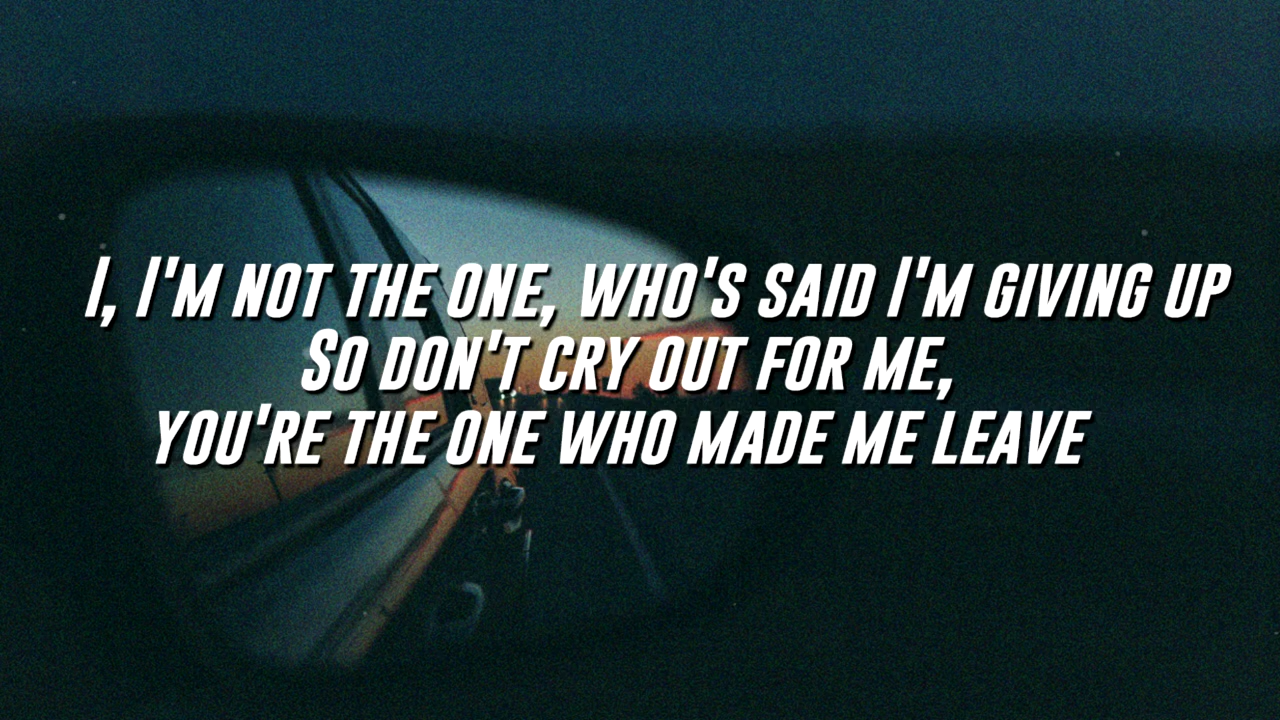 I, I'm not the one, who's said I'm giving up
So don't cry out for me,
you're the one who made me leave